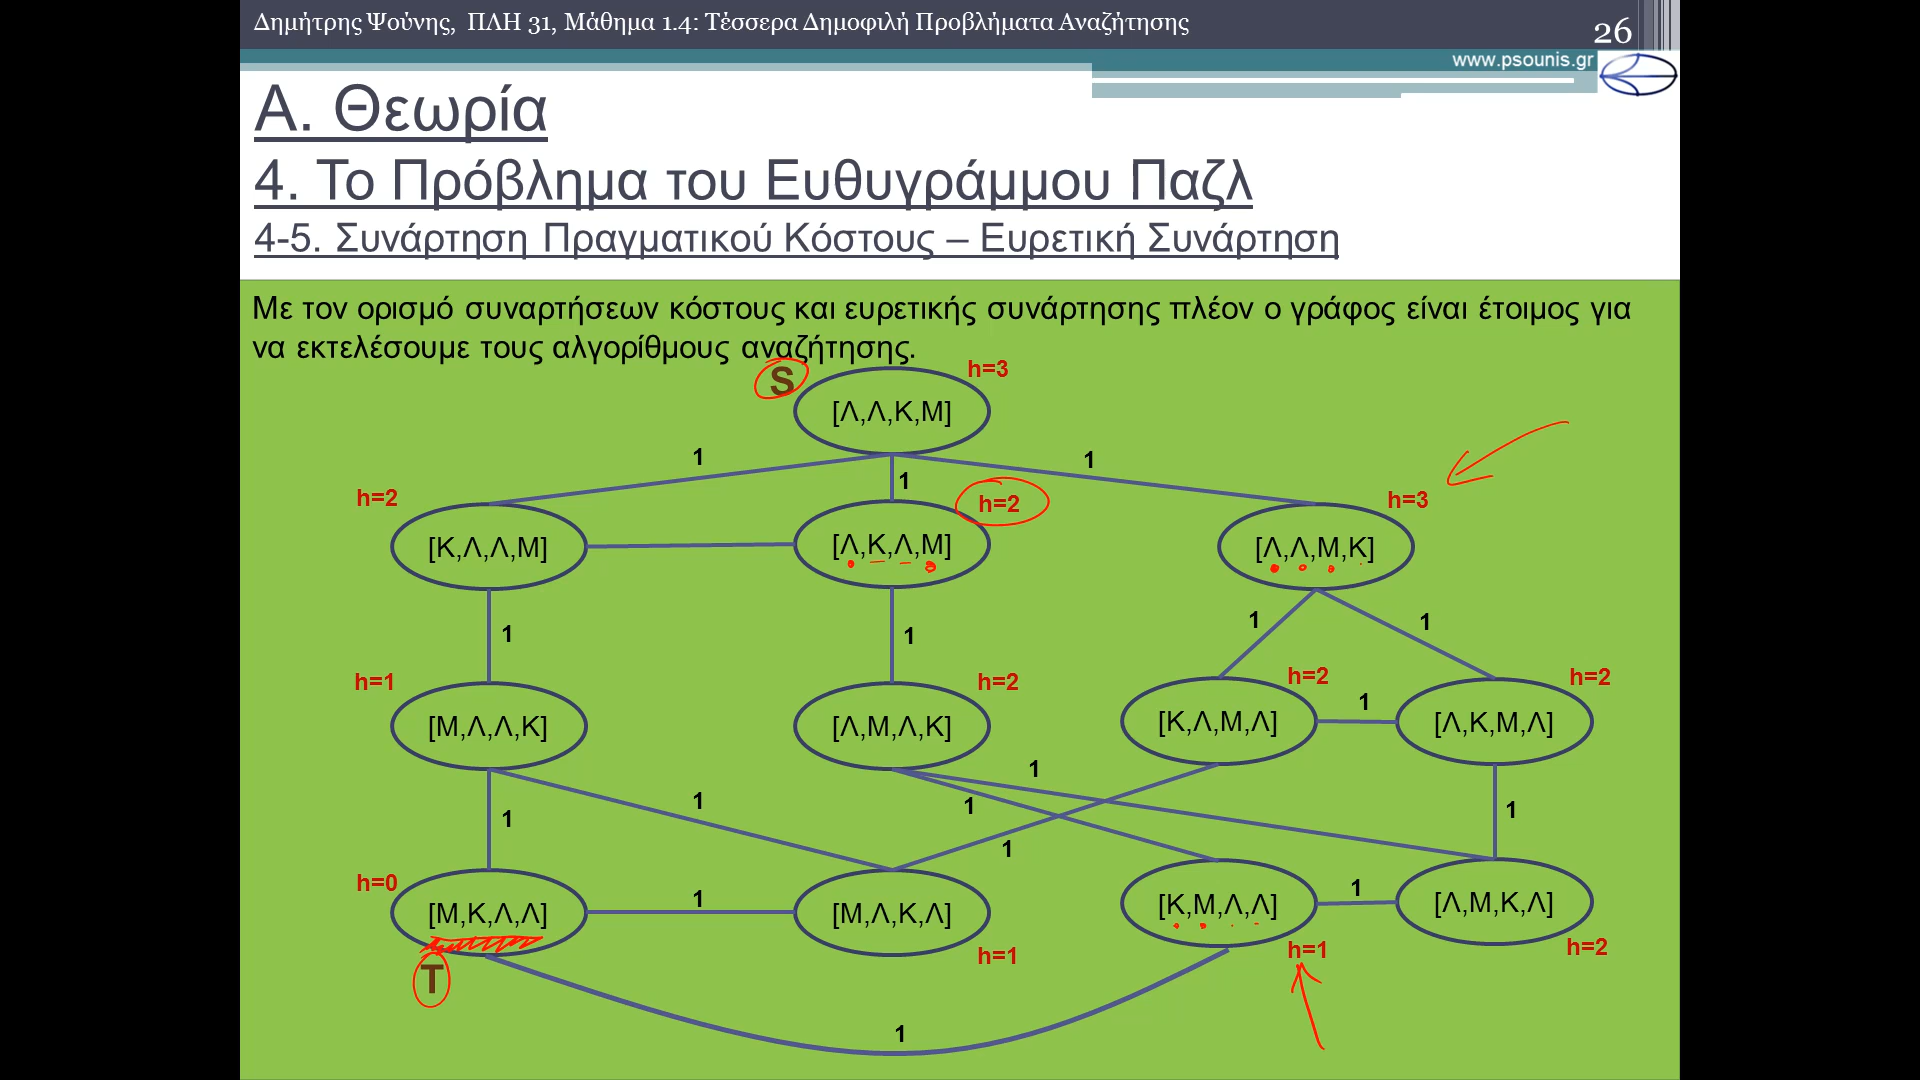 Δημήτρης Ψούνης, ΠΛΗ 31, Μάθημα 1.4: Τέσσερα Δημοφιλή Προβλήματα Αναζήτησης
26
www.psounis.gr
Α. Θεωρία
4. Το Πρόβλημα του Ευθυγράμμου Παζλ
4-5. Συνάρτηση Πραγματικού Κόστους – Ευρετική Συνάρτηση
Με τον ορισμό συναρτήσεων κόστους και ευρετικής συνάρτησης πλέον ο γράφος είναι έτοιμος για
να εκτελέσουμε τους αλγορίθμους αναζήτησης.
S
h=3
[Λ,Λ,Κ,Μ]
1
1
1
h=2
h=2
h=3
[Κ,Λ,Λ,Μ]
[Λ,Κ,Λ,Μ]
[Λ,Λ,Μ,Κ]
1
1
1
1
h=1
h=2
h=2
h=2
[Μ,Λ,Λ,Κ]
[Λ,Μ,Λ,Κ]
[Κ,Λ,Μ,Λ]
1
[Λ,Κ,Μ,Λ]
1
1
1
1
1
1
h=0
[Μ,Κ,Λ,Λ]
1
[Μ,Λ,Κ,Λ]
[Κ,Μ,Λ,Λ]
1
[Λ,Μ,Κ,Λ]
h=1
h=1
h=2
T
1